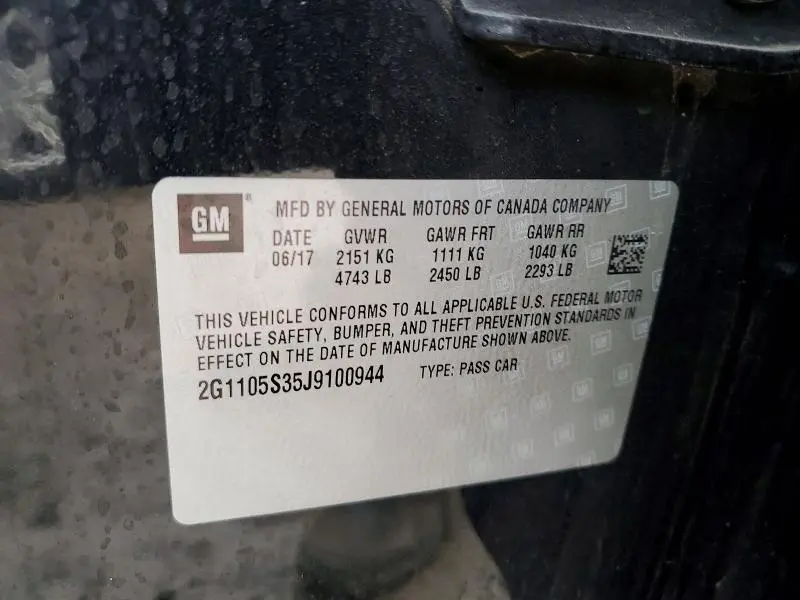 GM ® MFD BY GENERAL MOTORS OF CANADA COMPANY
DATE GVWR GAWR FRT GAWR RR
06/17 2151 KG 1111 KG 1040 KG
4743 LB 2450 LB 2293 LB
THIS VEHICLE CONFORMS TO ALL APPLICABLE U.S. FEDERAL MOTOR
VEHICLE SAFETY, BUMPER, AND THEFT PREVENTION STANDARDS IN
EFFECT ON THE DATE OF MANUFACTURE SHOWN ABOVE.
2G1105S35J9100944 TYPE: PASS CAR